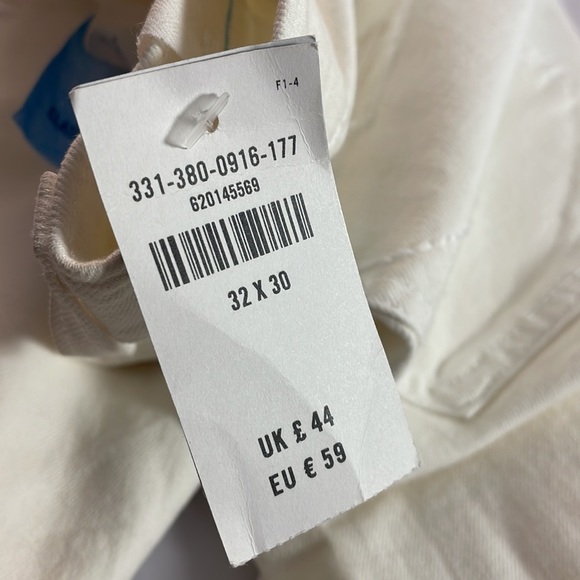 F1-4
331-380-0916-177
620145569
32 X 30
UK £ 44
EU € 59